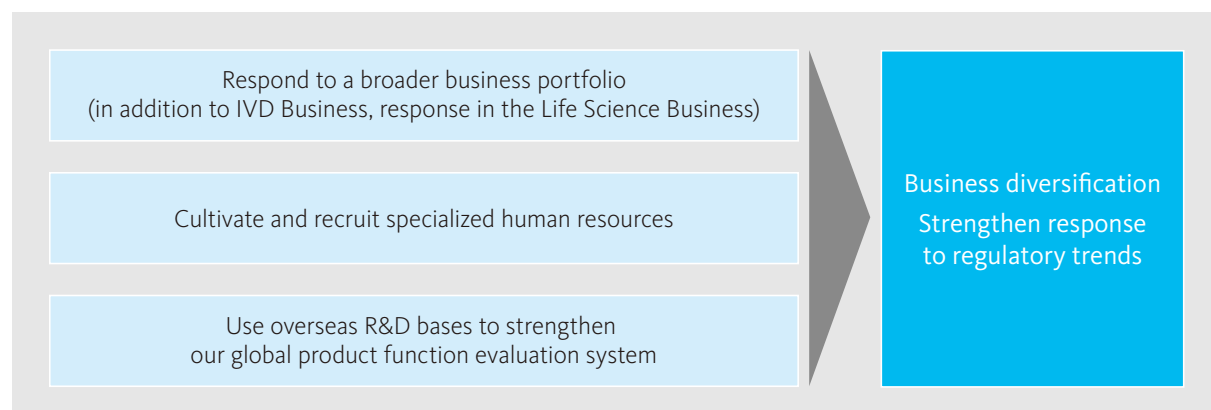 Respond to a broader business portfolio
(in addition to IVD Business, response in the Life Science Business)
Cultivate and recruit specialized human resources
Use overseas R&D bases to strengthen
our global product function evaluation system
Business diversification
Strengthen response
to regulatory trends